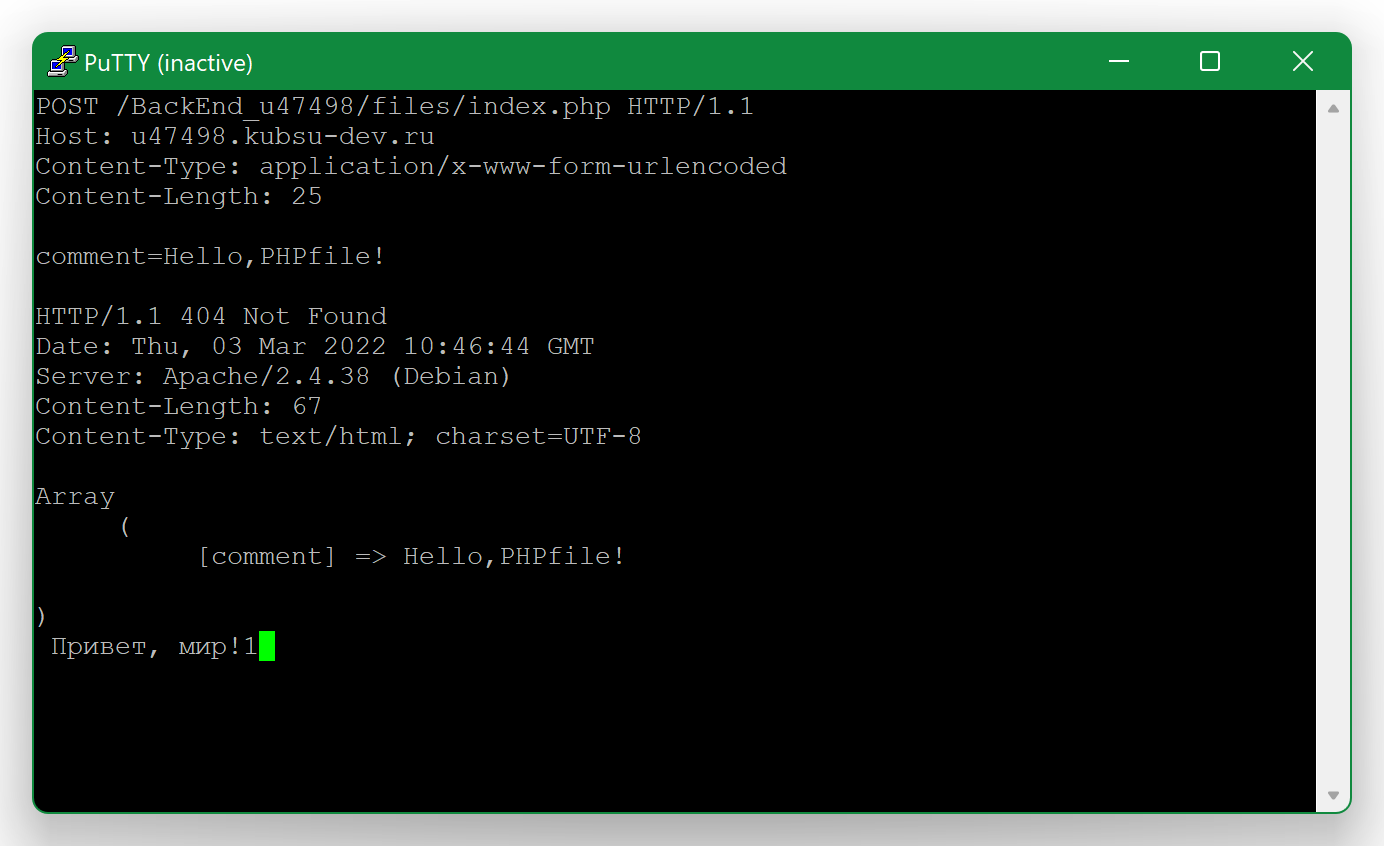 PuTTY (inactive)
POST /BackEnd_u47498/files/index.php HTTP/1.1
Host: u47498.kubsu-dev.ru
Content-Type: application/x-www-form-urlencoded
Content-Length: 25
comment=Hello,PHPfile!
HTTP/1.1 404 Not Found
Date: Thu, 03 Mar 2022 10:46:44 GMT
Server: Apache/2.4.38 (Debian)
Content-Length: 67
Content-Type: text/html; charset=UTF-8
Array
(
[comment] => Hello,PHPfile!
)
Привет, мир!1